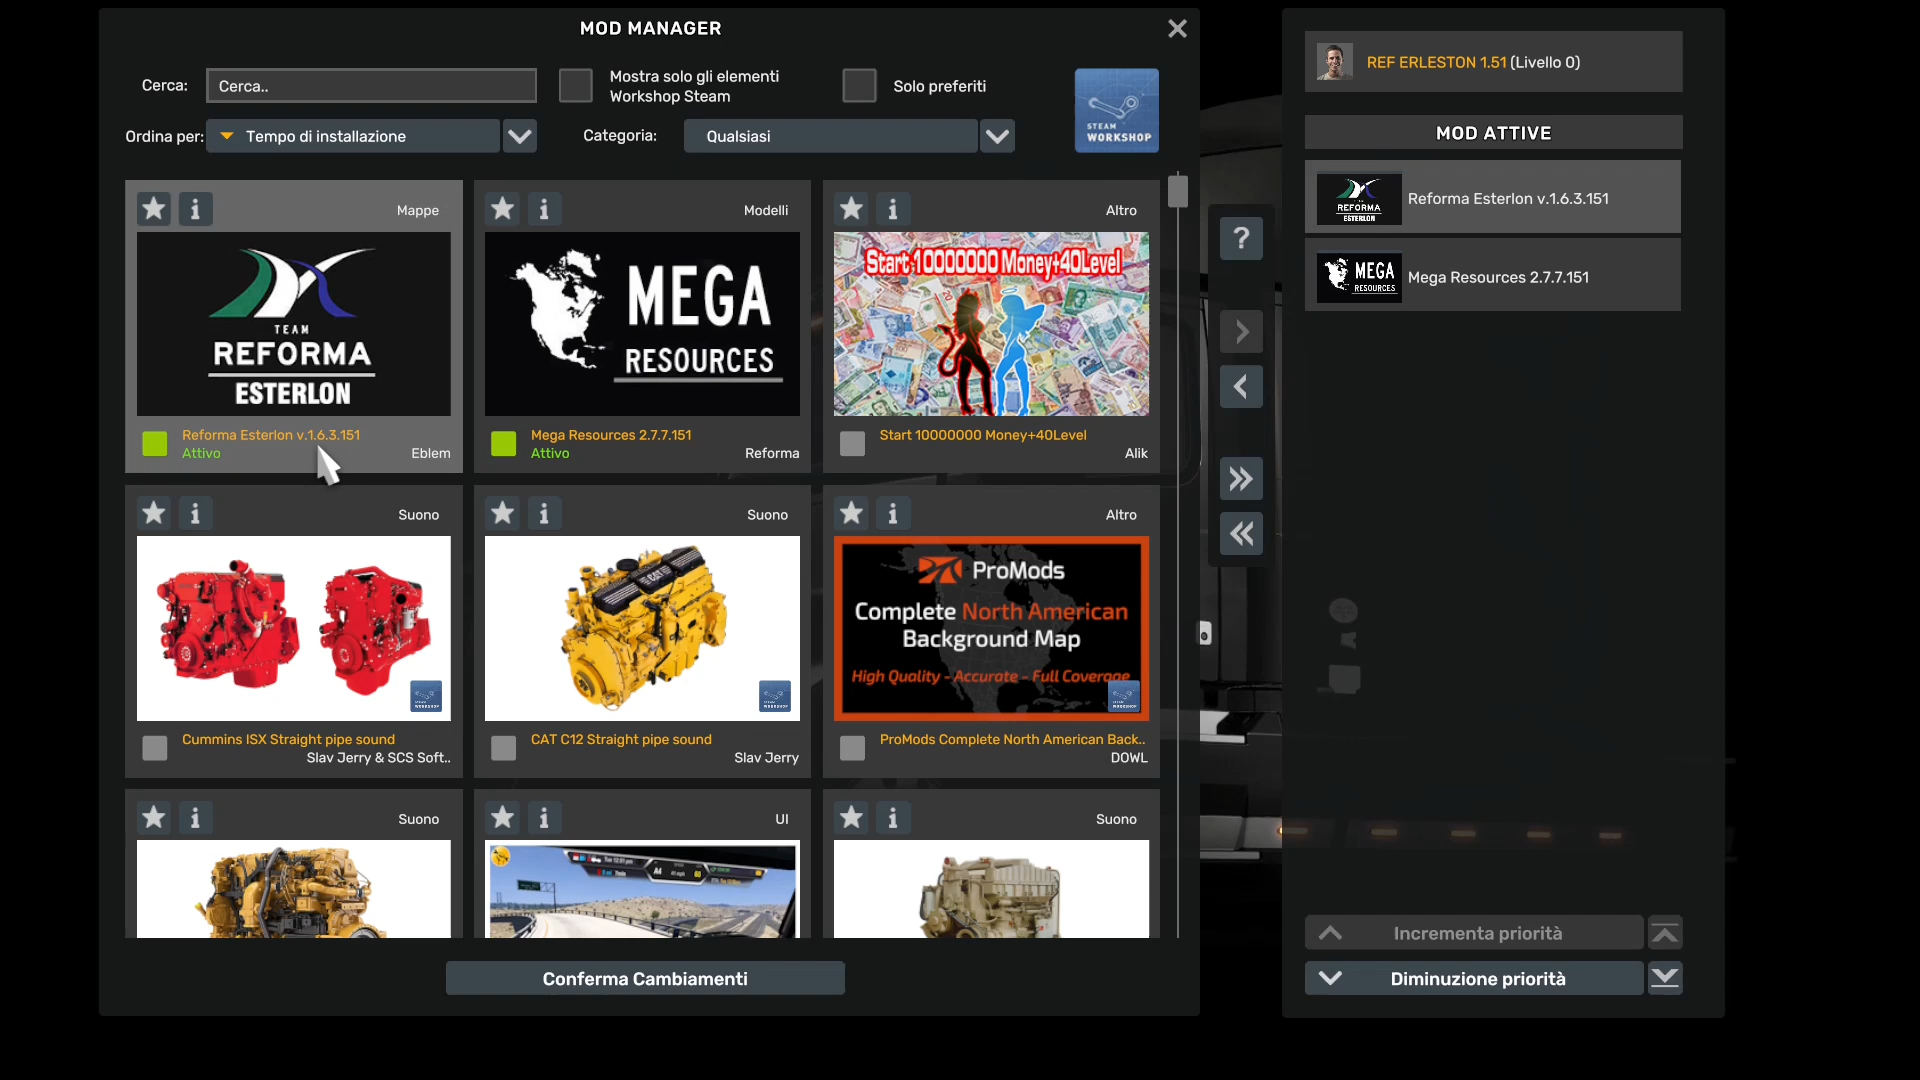 MOD MANAGER
Cerca:
Cerca..
Mostra solo gli elementi
Workshop Steam
Solo preferiti
STEAM
WORKSHOP
Ordina per:
Tempo di installazione
Categoria:
Qualsiasi
Mappe
TEAM
REFORMA
ESTERLON
Reforma Esterlon v.1.6.3.151
Attivo
Eblem
Modelli
MEGA
RESOURCES
Mega Resources 2.7.7.151
Attivo
Reforma
Altro
Start 10000000 Money+40Level
Start 10000000 Money+40Level
Alik
Suono
Cummins ISX Straight pipe sound
Slav Jerry & SCS Soft..
Suono
CAT
CAT C12 Straight pipe sound
Slav Jerry
Altro
ProMods
Complete North American
Background Map
High Quality - Accurate - Full Coverage
ProMods Complete North American Back..
DOWL
Suono
UI
Suono
Conferma Cambiamenti
?
REF ERLESTON 1.51 (Livello 0)
MOD ATTIVE
REFORMA
ESTERLON
Reforma Esterlon v.1.6.3.151
MEGA
RESOURCES
Mega Resources 2.7.7.151
Incrementa priorità
Diminuzione priorità